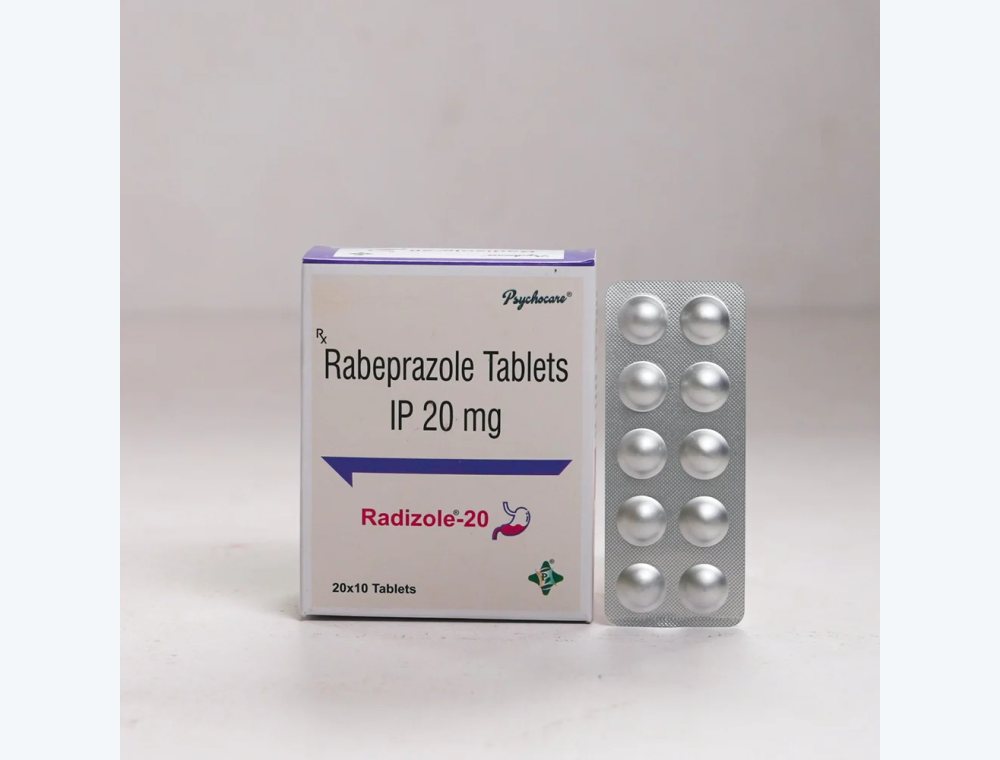 Psychocare®
Rx
Rabeprazole Tablets
IP 20 mg
Radizole®-20
20x10 Tablets
P